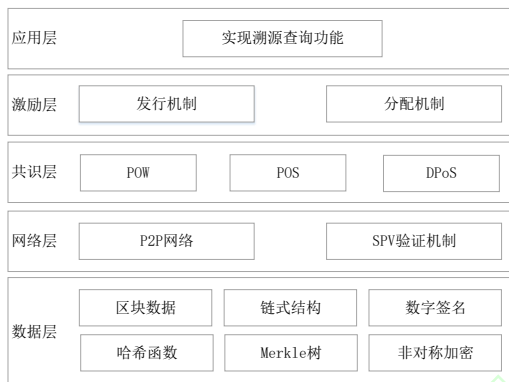 应用层
实现溯源查询功能
激励层
发行机制
分配机制
共识层
POW
POS
DPoS
网络层
P2P网络
SPV验证机制
数据层
区块数据
链式结构
数字签名
哈希函数
Merkle树
非对称加密